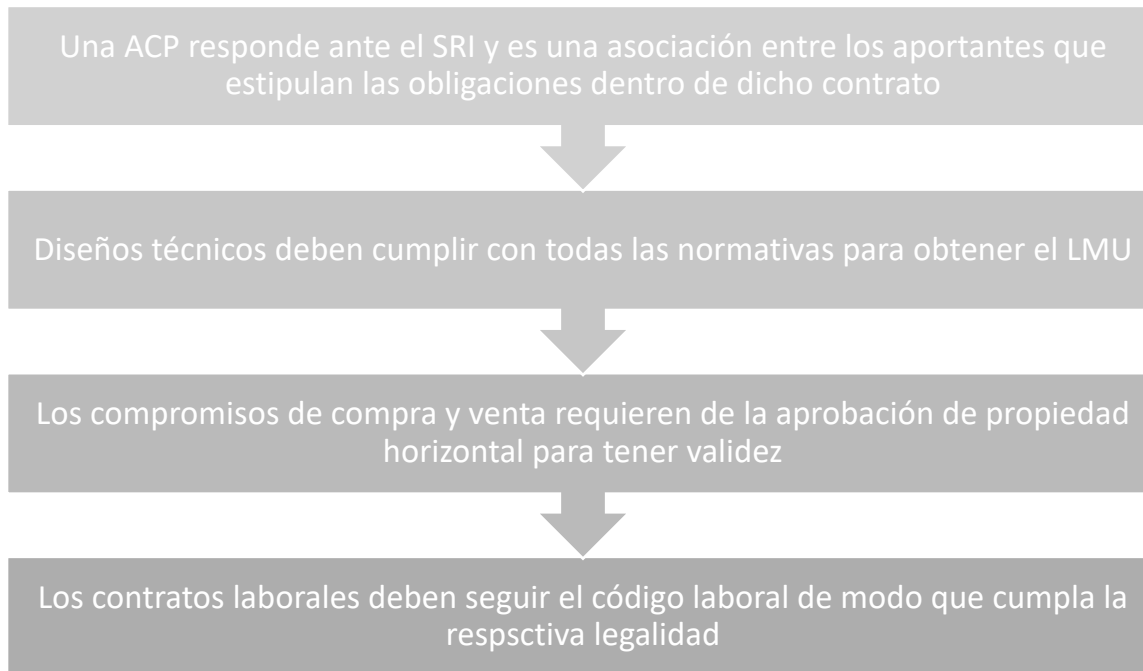 Una ACP responde ante el SRI y es una asociación entre los aportantes que
estipulan las obligaciones dentro de dicho contrato
Diseños técnicos deben cumplir con todas las normativas para obtener el LMU
Los compromisos de compra y venta requieren de la aprobación de propiedad
horizontal para tener validez
Los contratos laborales deben seguir el código laboral de modo que cumpla la
respsctiva legalidad